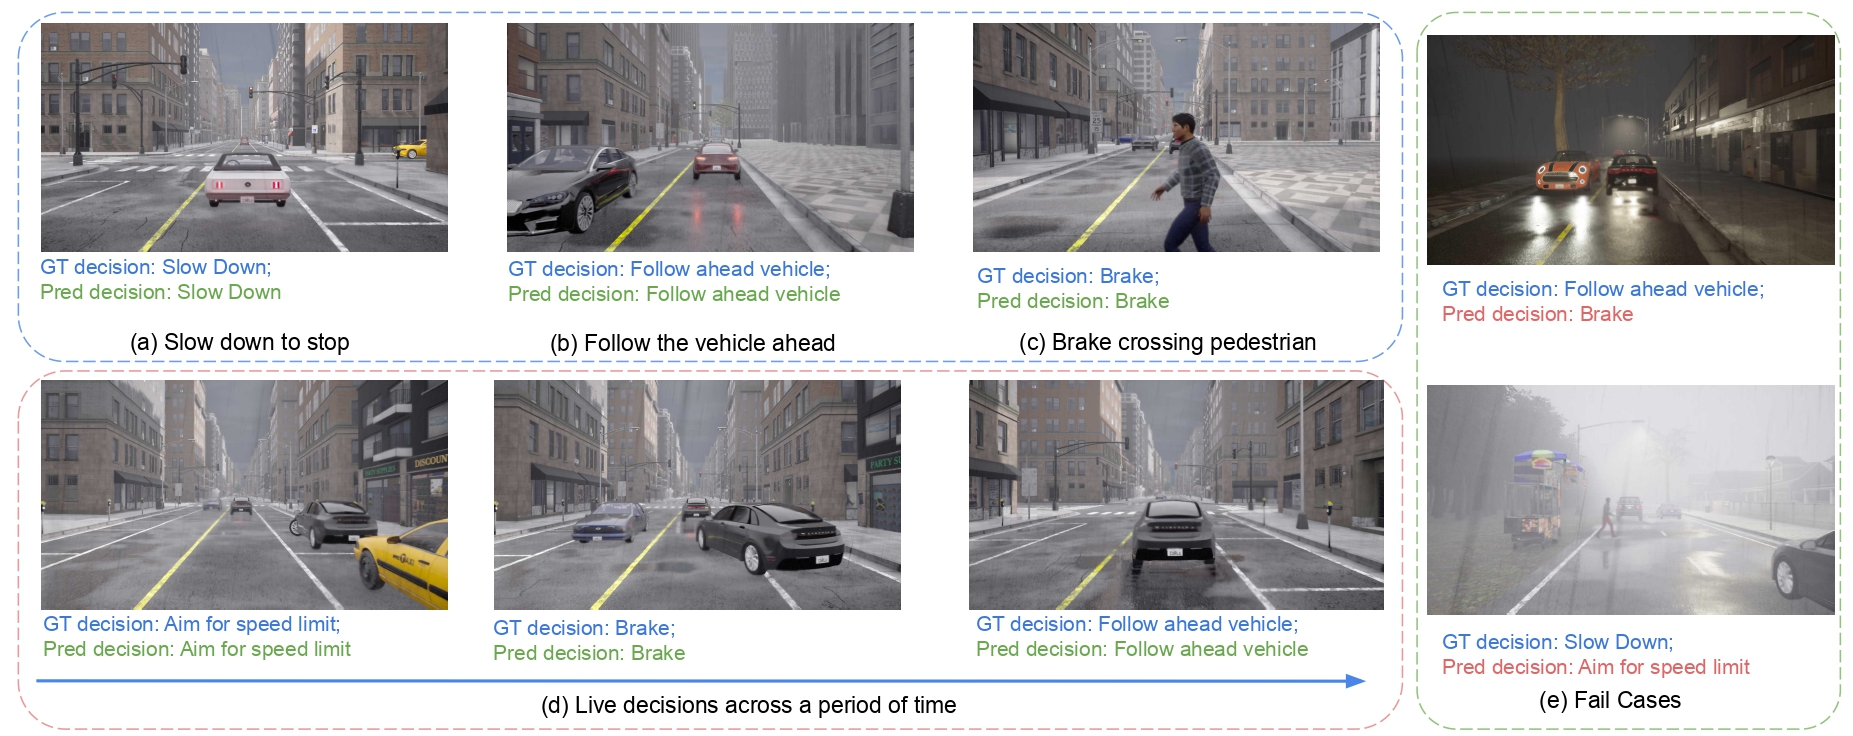 GT decision: Slow Down;
Pred decision: Slow Down
(a) Slow down to stop
GT decision: Follow ahead vehicle;
Pred decision: Follow ahead vehicle
(b) Follow the vehicle ahead
GT decision: Brake;
Pred decision: Brake
(c) Brake crossing pedestrian
PARTY SUPPLIES
DISCOUN
GT decision: Aim for speed limit;
Pred decision: Aim for speed limit
PARTY S
GT decision: Brake;
Pred decision: Brake
GT decision: Follow ahead vehicle;
Pred decision: Follow ahead vehicle
(d) Live decisions across a period of time
GT decision: Follow ahead vehicle;
Pred decision: Brake
GT decision: Slow Down;
Pred decision: Aim for speed limit
(e) Fail Cases